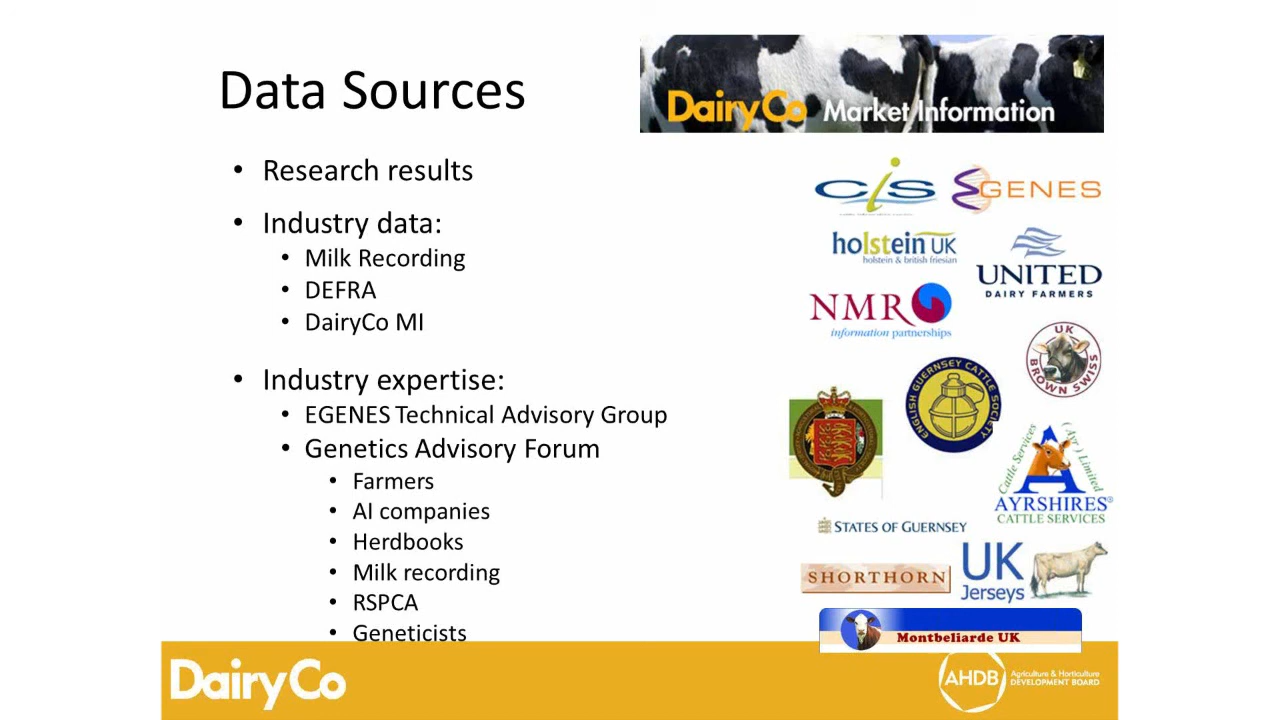 Data Sources
DairyCo Market Information
• Research results
• Industry data:
• Milk Recording
• DEFRA
• DairyCo MI
• Industry expertise:
• EGENES Technical Advisory Group
• Genetics Advisory Forum
• Farmers
• AI companies
• Herdbooks
• Milk recording
• RSPCA
• Geneticists
CiS
EGENES
holstein UK
holstein & british friesian
UNITED
DAIRY FARMERS
NMR
information partnerships
UK
BROWN SWISS
ENGLISH GUERNSEY CATTLE SOCIETY
Cattle Services (Ayr) Limited
AYRSHIRES®
CATTLE SERVICES
STATES OF GUERNSEY
SHORTHORN
UK
Jerseys
Montbeliarde UK
DairyCo
AHDB
Agriculture & Horticulture
DEVELOPMENT BOARD